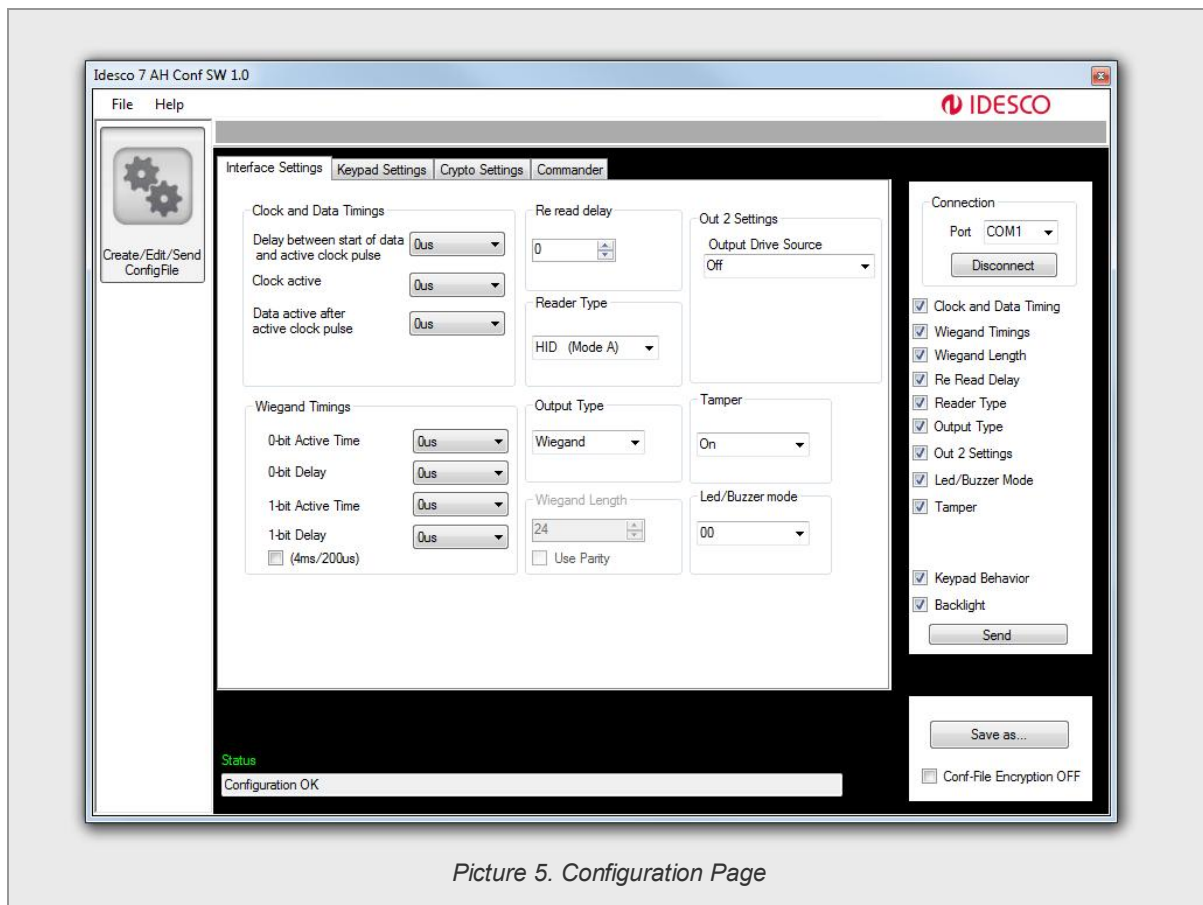 Idesco 7 AH Conf SW 1.0
File Help
IDESCO
Create/Edit/Send
ConfigFile
Interface Settings Keypad Settings Crypto Settings Commander
Clock and Data Timings
Delay between start of data
and active clock pulse
0us
Clock active
0us
Data active after
active clock pulse
0us
Re read delay
0
Reader Type
HID (Mode A)
Out 2 Settings
Output Drive Source
Off
Wiegand Timings
0-bit Active Time
0us
0-bit Delay
0us
1-bit Active Time
0us
1-bit Delay
0us
(4ms/200us)
Output Type
Wiegand
Wiegand Length
24
Use Parity
Tamper
On
Led/Buzzer mode
00
Connection
Port COM1
Disconnect
Clock and Data Timing
Wiegand Timings
Wiegand Length
Re Read Delay
Reader Type
Output Type
Out 2 Settings
Led/Buzzer Mode
Tamper
Keypad Behavior
Backlight
Send
Save as...
Conf-File Encryption OFF
Status
Configuration OK
Picture 5. Configuration Page